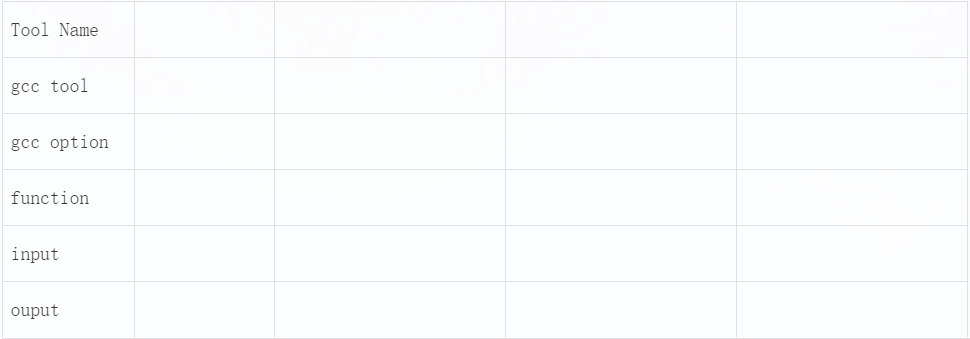 Tool Name
gcc tool
gcc option
function
input
ouput